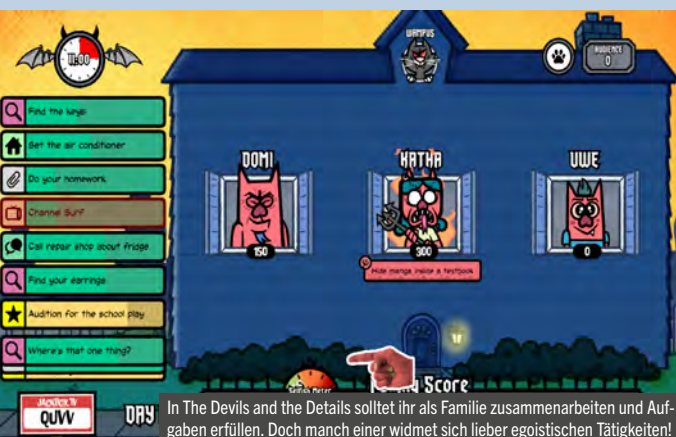 WAMPUS
11:00
AUDIENCE
0
Find the keys
Set the air conditioner
Do your homework
Channel Surf
Call repair shop about fridge
Find your earrings
Audition for the school play
Where's that one thing?
DOMI
KATHA
UWE
150
300
0
Hide manga inside a textbook
Selfish Meter
Score
JACKBOX.TV
QUVV
DAY
In The Devils and the Details solltet ihr als Familie zusammenarbeiten und Auf-
gaben erfüllen. Doch manch einer widmet sich lieber egoistischen Tätigkeiten!